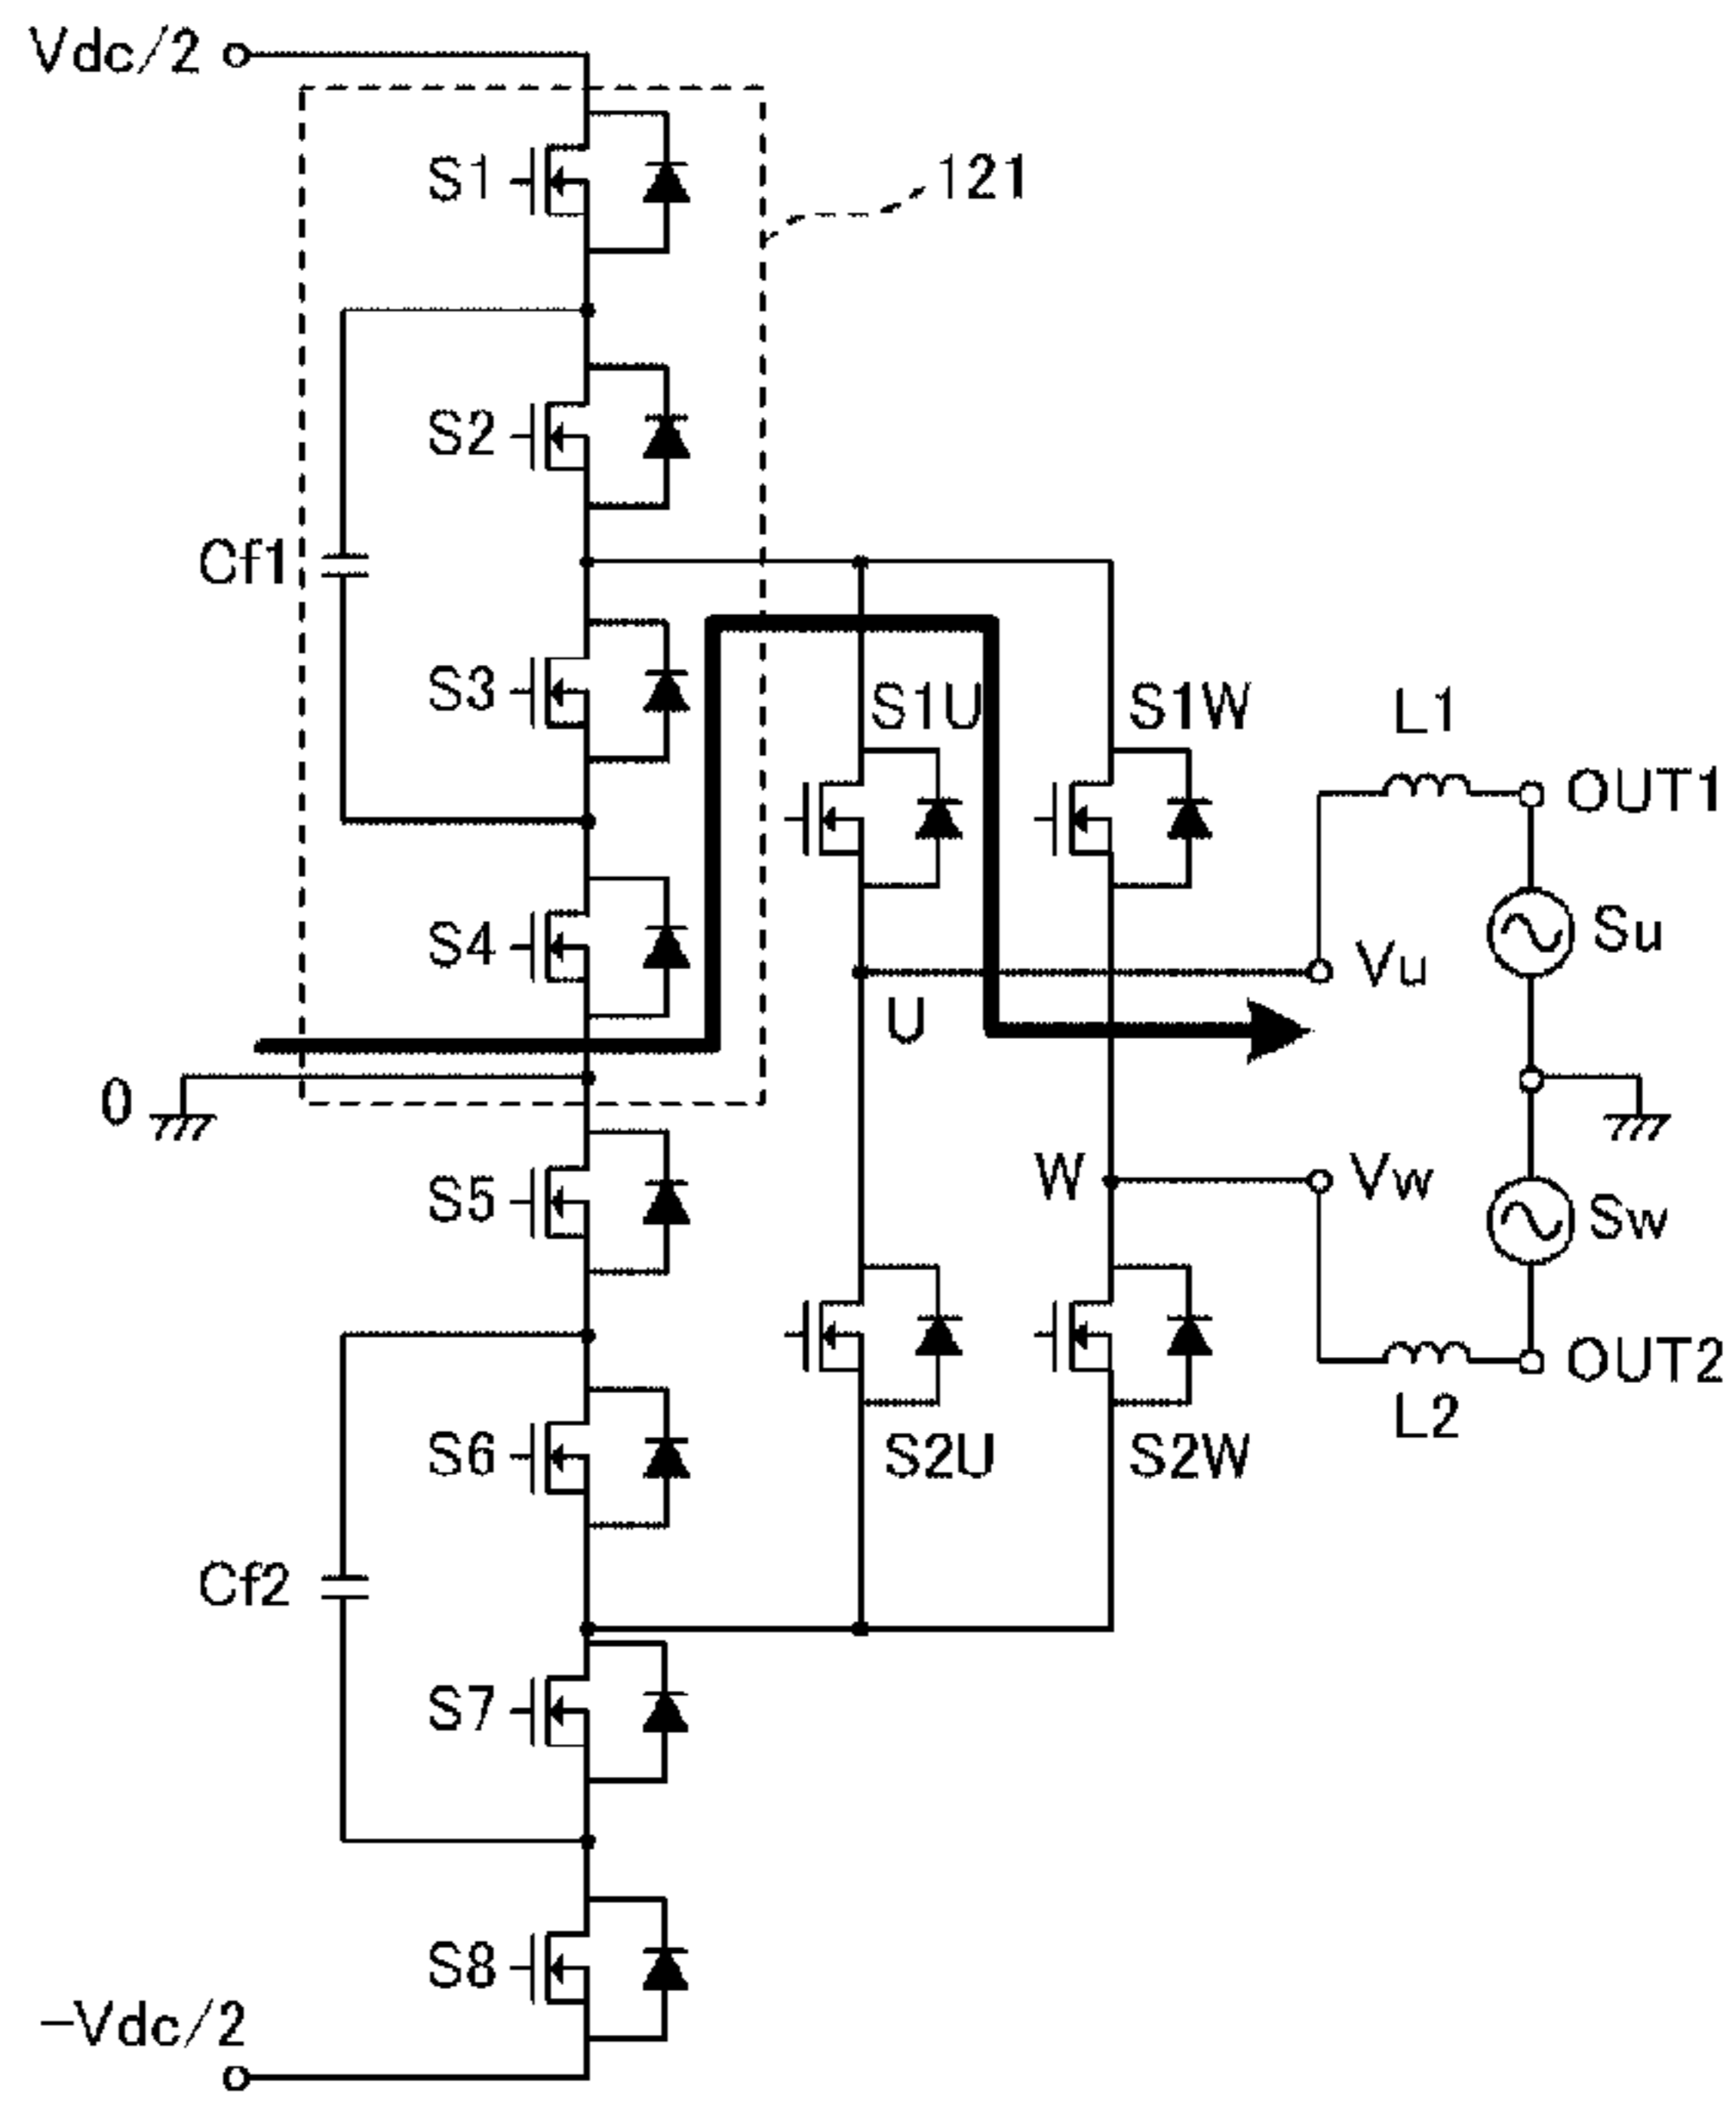 Vdc/2
S1
121
S2
Cf1
S3
S1U
S1W
L1
OUT1
S4
Su
Vu
U
0
W
Vw
S5
Sw
OUT2
L2
S6
S2U
S2W
Cf2
S7
S8
−Vdc/2